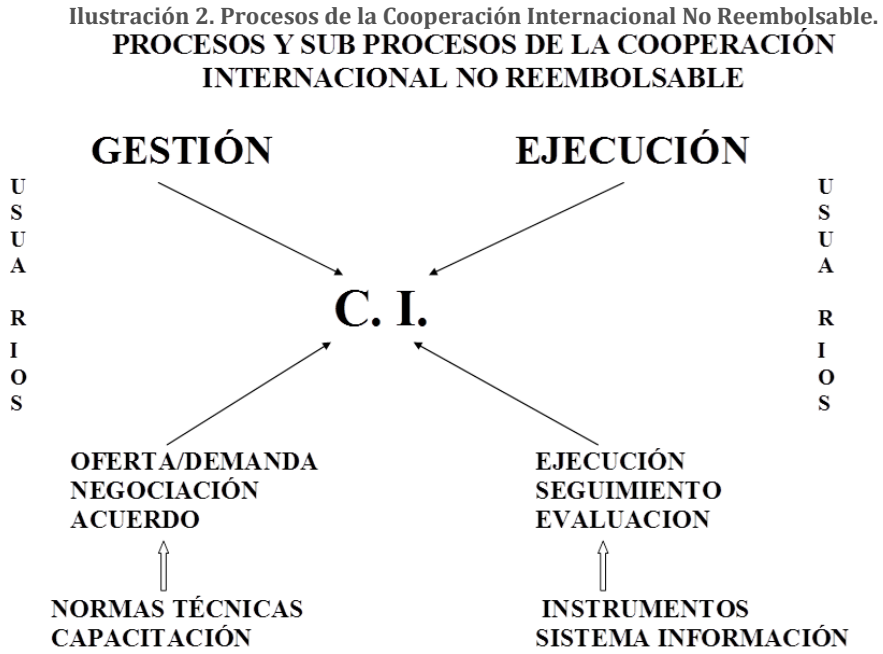 Ilustración 2. Procesos de la Cooperación Internacional No Reembolsable.
PROCESOS Y SUB PROCESOS DE LA COOPERACIÓN
INTERNACIONAL NO REEMBOLSABLE
GESTIÓN
EJECUCIÓN
U
S
U
A
R
I
O
S
U
S
U
A
R
I
O
S
C. I.
OFERTA/DEMANDA
NEGOCIACIÓN
ACUERDO
EJECUCIÓN
SEGUIMIENTO
EVALUACION
NORMAS TÉCNICAS
CAPACITACIÓN
INSTRUMENTOS
SISTEMA INFORMACIÓN